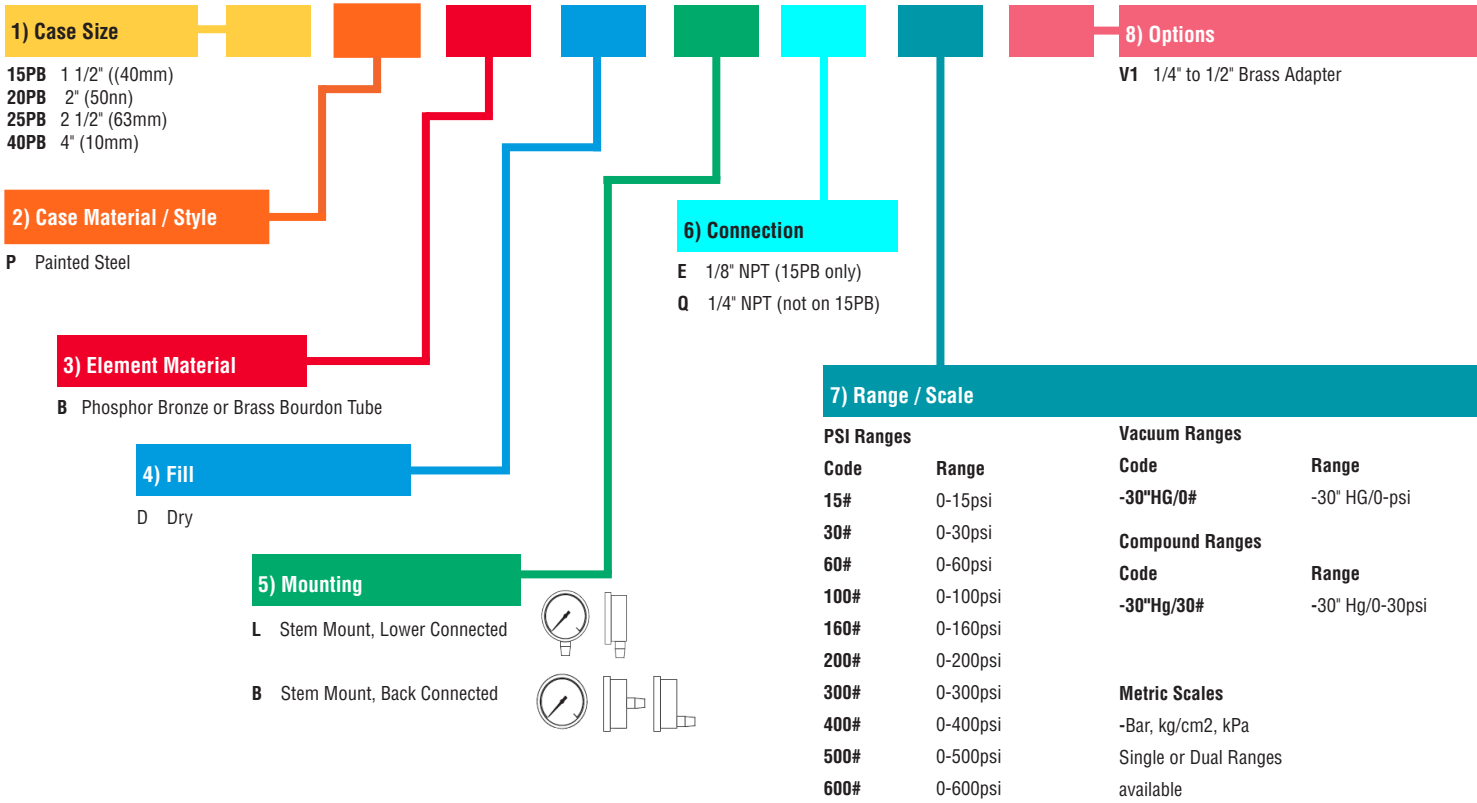 1) Case Size
15PB 1 1/2" ((40mm)
20PB 2" (50nn)
25PB 2 1/2" (63mm)
40PB 4" (10mm)
8) Options
V1 1/4" to 1/2" Brass Adapter
2) Case Material / Style
P Painted Steel
6) Connection
E 1/8" NPT (15PB only)
Q 1/4" NPT (not on 15PB)
3) Element Material
B Phosphor Bronze or Brass Bourdon Tube
4) Fill
D Dry
5) Mounting
L Stem Mount, Lower Connected
B Stem Mount, Back Connected
7) Range / Scale
PSI Ranges
Code Range
15# 0-15psi
30# 0-30psi
60# 0-60psi
100# 0-100psi
160# 0-160psi
200# 0-200psi
300# 0-300psi
400# 0-400psi
500# 0-500psi
600# 0-600psi
Vacuum Ranges
Code Range
-30"HG/0# -30" HG/0-psi
Compound Ranges
Code Range
-30"Hg/30# -30" Hg/0-30psi
Metric Scales
-Bar, kg/cm2, kPa
Single or Dual Ranges
available